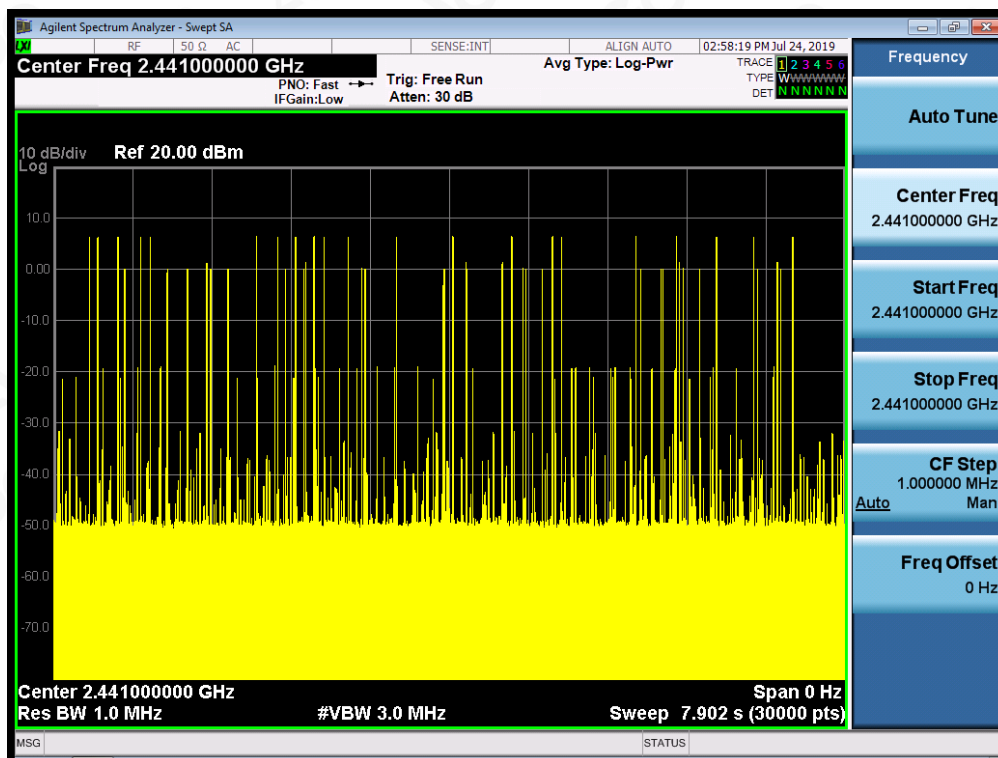 Agilent Spectrum Analyzer - Swept SA
LXI RF 50 Ω AC SENSE:INT ALIGN AUTO 02:58:19 PM Jul 24, 2019
Center Freq 2.441000000 GHz
PNO: Fast
IFGain:Low
Trig: Free Run
Atten: 30 dB
Avg Type: Log-Pwr
TRACE 1 2 3 4 5 6
TYPE WWWWWW
DET N N N N N N
10 dB/div Ref 20.00 dBm
Log
10.0
0.00
-10.0
-20.0
-30.0
-40.0
-50.0
-60.0
-70.0
Center 2.441000000 GHz Span 0 Hz
Res BW 1.0 MHz #VBW 3.0 MHz Sweep 7.902 s (30000 pts)
MSG STATUS
Frequency
Auto Tune
Center Freq
2.441000000 GHz
Start Freq
2.441000000 GHz
Stop Freq
2.441000000 GHz
CF Step
1.000000 MHz
Auto Man
Freq Offset
0 Hz